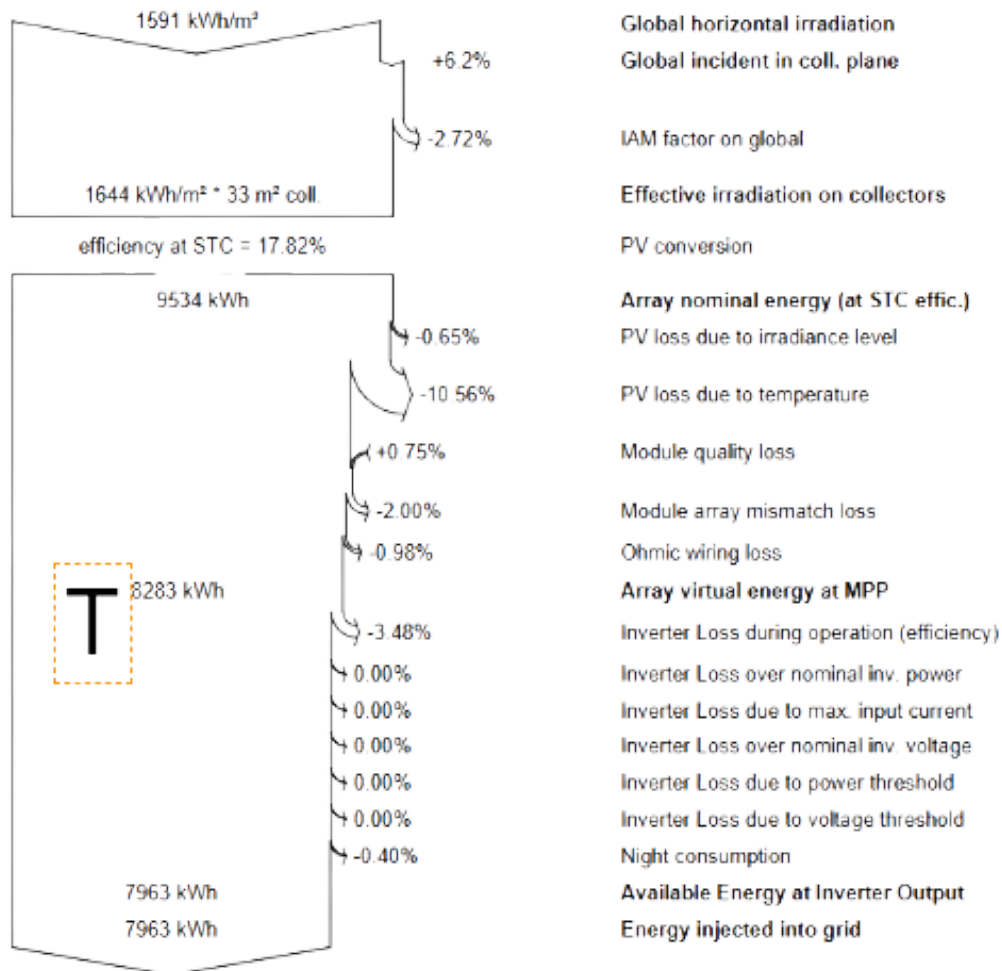 1591 kWh/m² Global horizontal irradiation
+6.2% Global incident in coll. plane
-2.72% IAM factor on global
1644 kWh/m² * 33 m² coll. Effective irradiation on collectors
efficiency at STC = 17.82% PV conversion
9534 kWh Array nominal energy (at STC effic.)
-0.65% PV loss due to irradiance level
-10.56% PV loss due to temperature
+0.75% Module quality loss
-2.00% Module array mismatch loss
-0.98% Ohmic wiring loss
T 8283 kWh Array virtual energy at MPP
-3.48% Inverter Loss during operation (efficiency)
0.00% Inverter Loss over nominal inv. power
0.00% Inverter Loss due to max. input current
0.00% Inverter Loss over nominal inv. voltage
0.00% Inverter Loss due to power threshold
0.00% Inverter Loss due to voltage threshold
-0.40% Night consumption
7963 kWh Available Energy at Inverter Output
7963 kWh Energy injected into grid